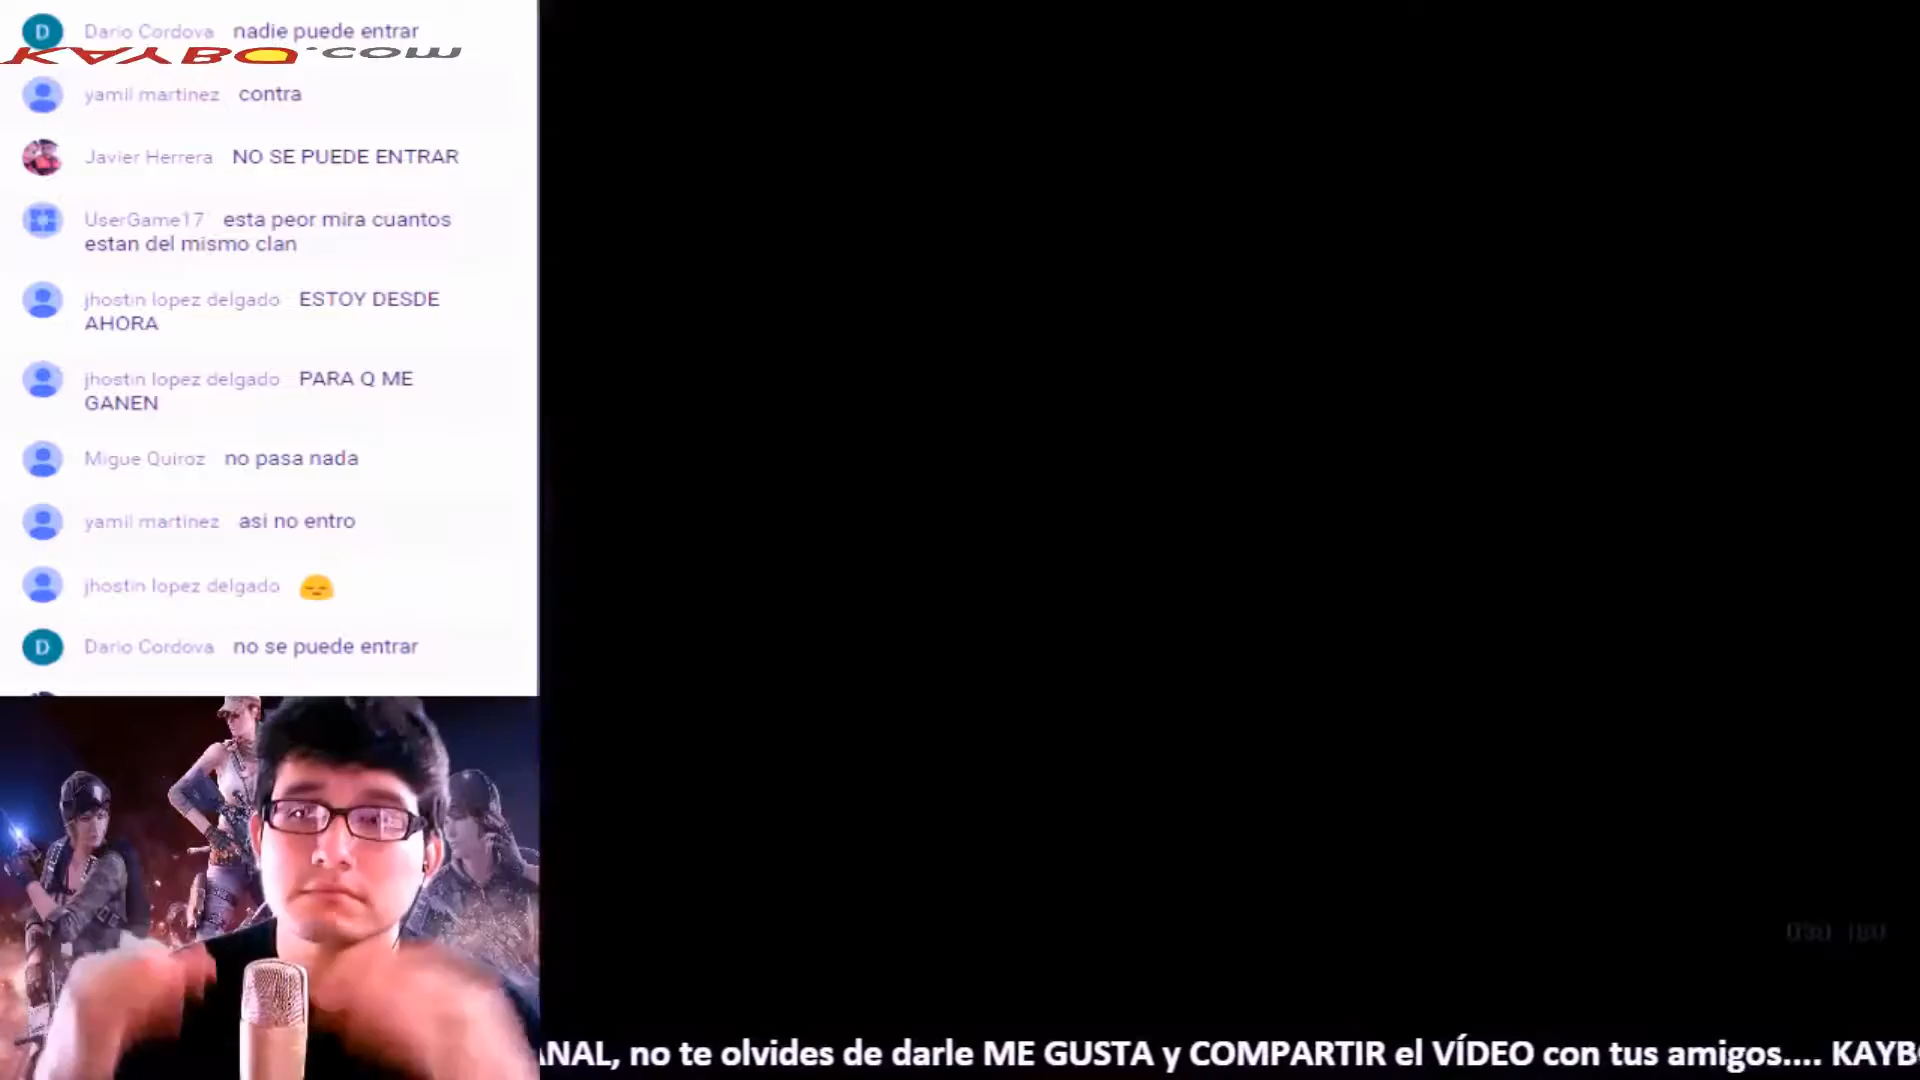 Dario Cordova nadie puede entrar
KAYBO.com
yamil martinez contra
Javier Herrera NO SE PUEDE ENTRAR
UserGame17 esta peor mira cuantos
estan del mismo clan
jhostin lopez delgado ESTOY DESDE
AHORA
jhostin lopez delgado PARA Q ME
GANEN
Migue Quiroz no pasa nada
yamil martinez asi no entro
jhostin lopez delgado
Dario Cordova no se puede entrar
ANAL, no te olvides de darle ME GUSTA y COMPARTIR el VÍDEO con tus amigos.... KAYBO